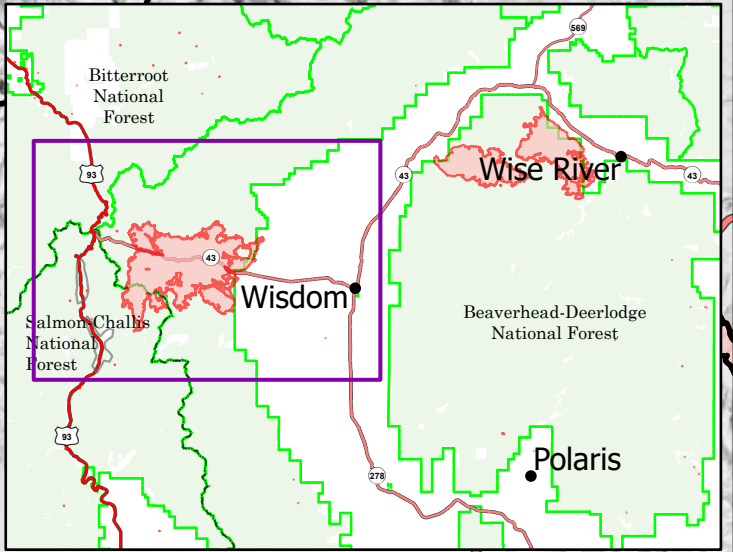 569
Bitterroot
National
Forest
93
43
Wise River
43
43
Wisdom
Beaverhead-Deerlodge
National Forest
Salmon-Challis
National
Forest
93
Polaris
278